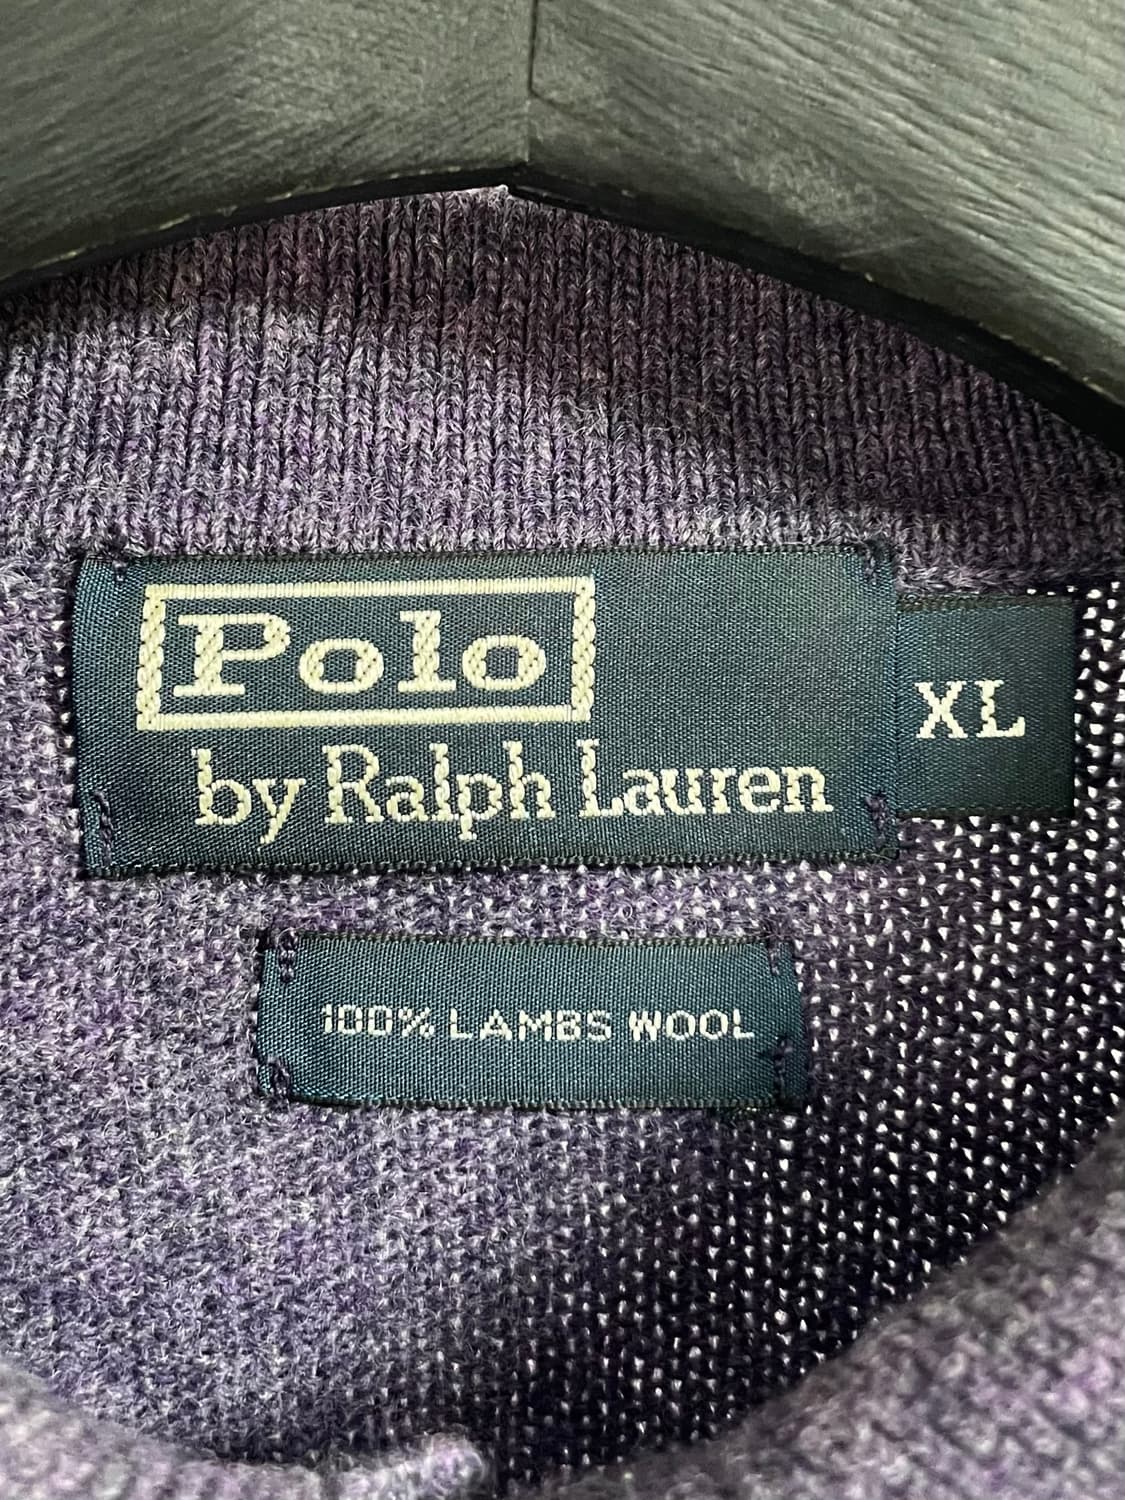 Polo
by Ralph Lauren
XL
100% LAMBS WOOL